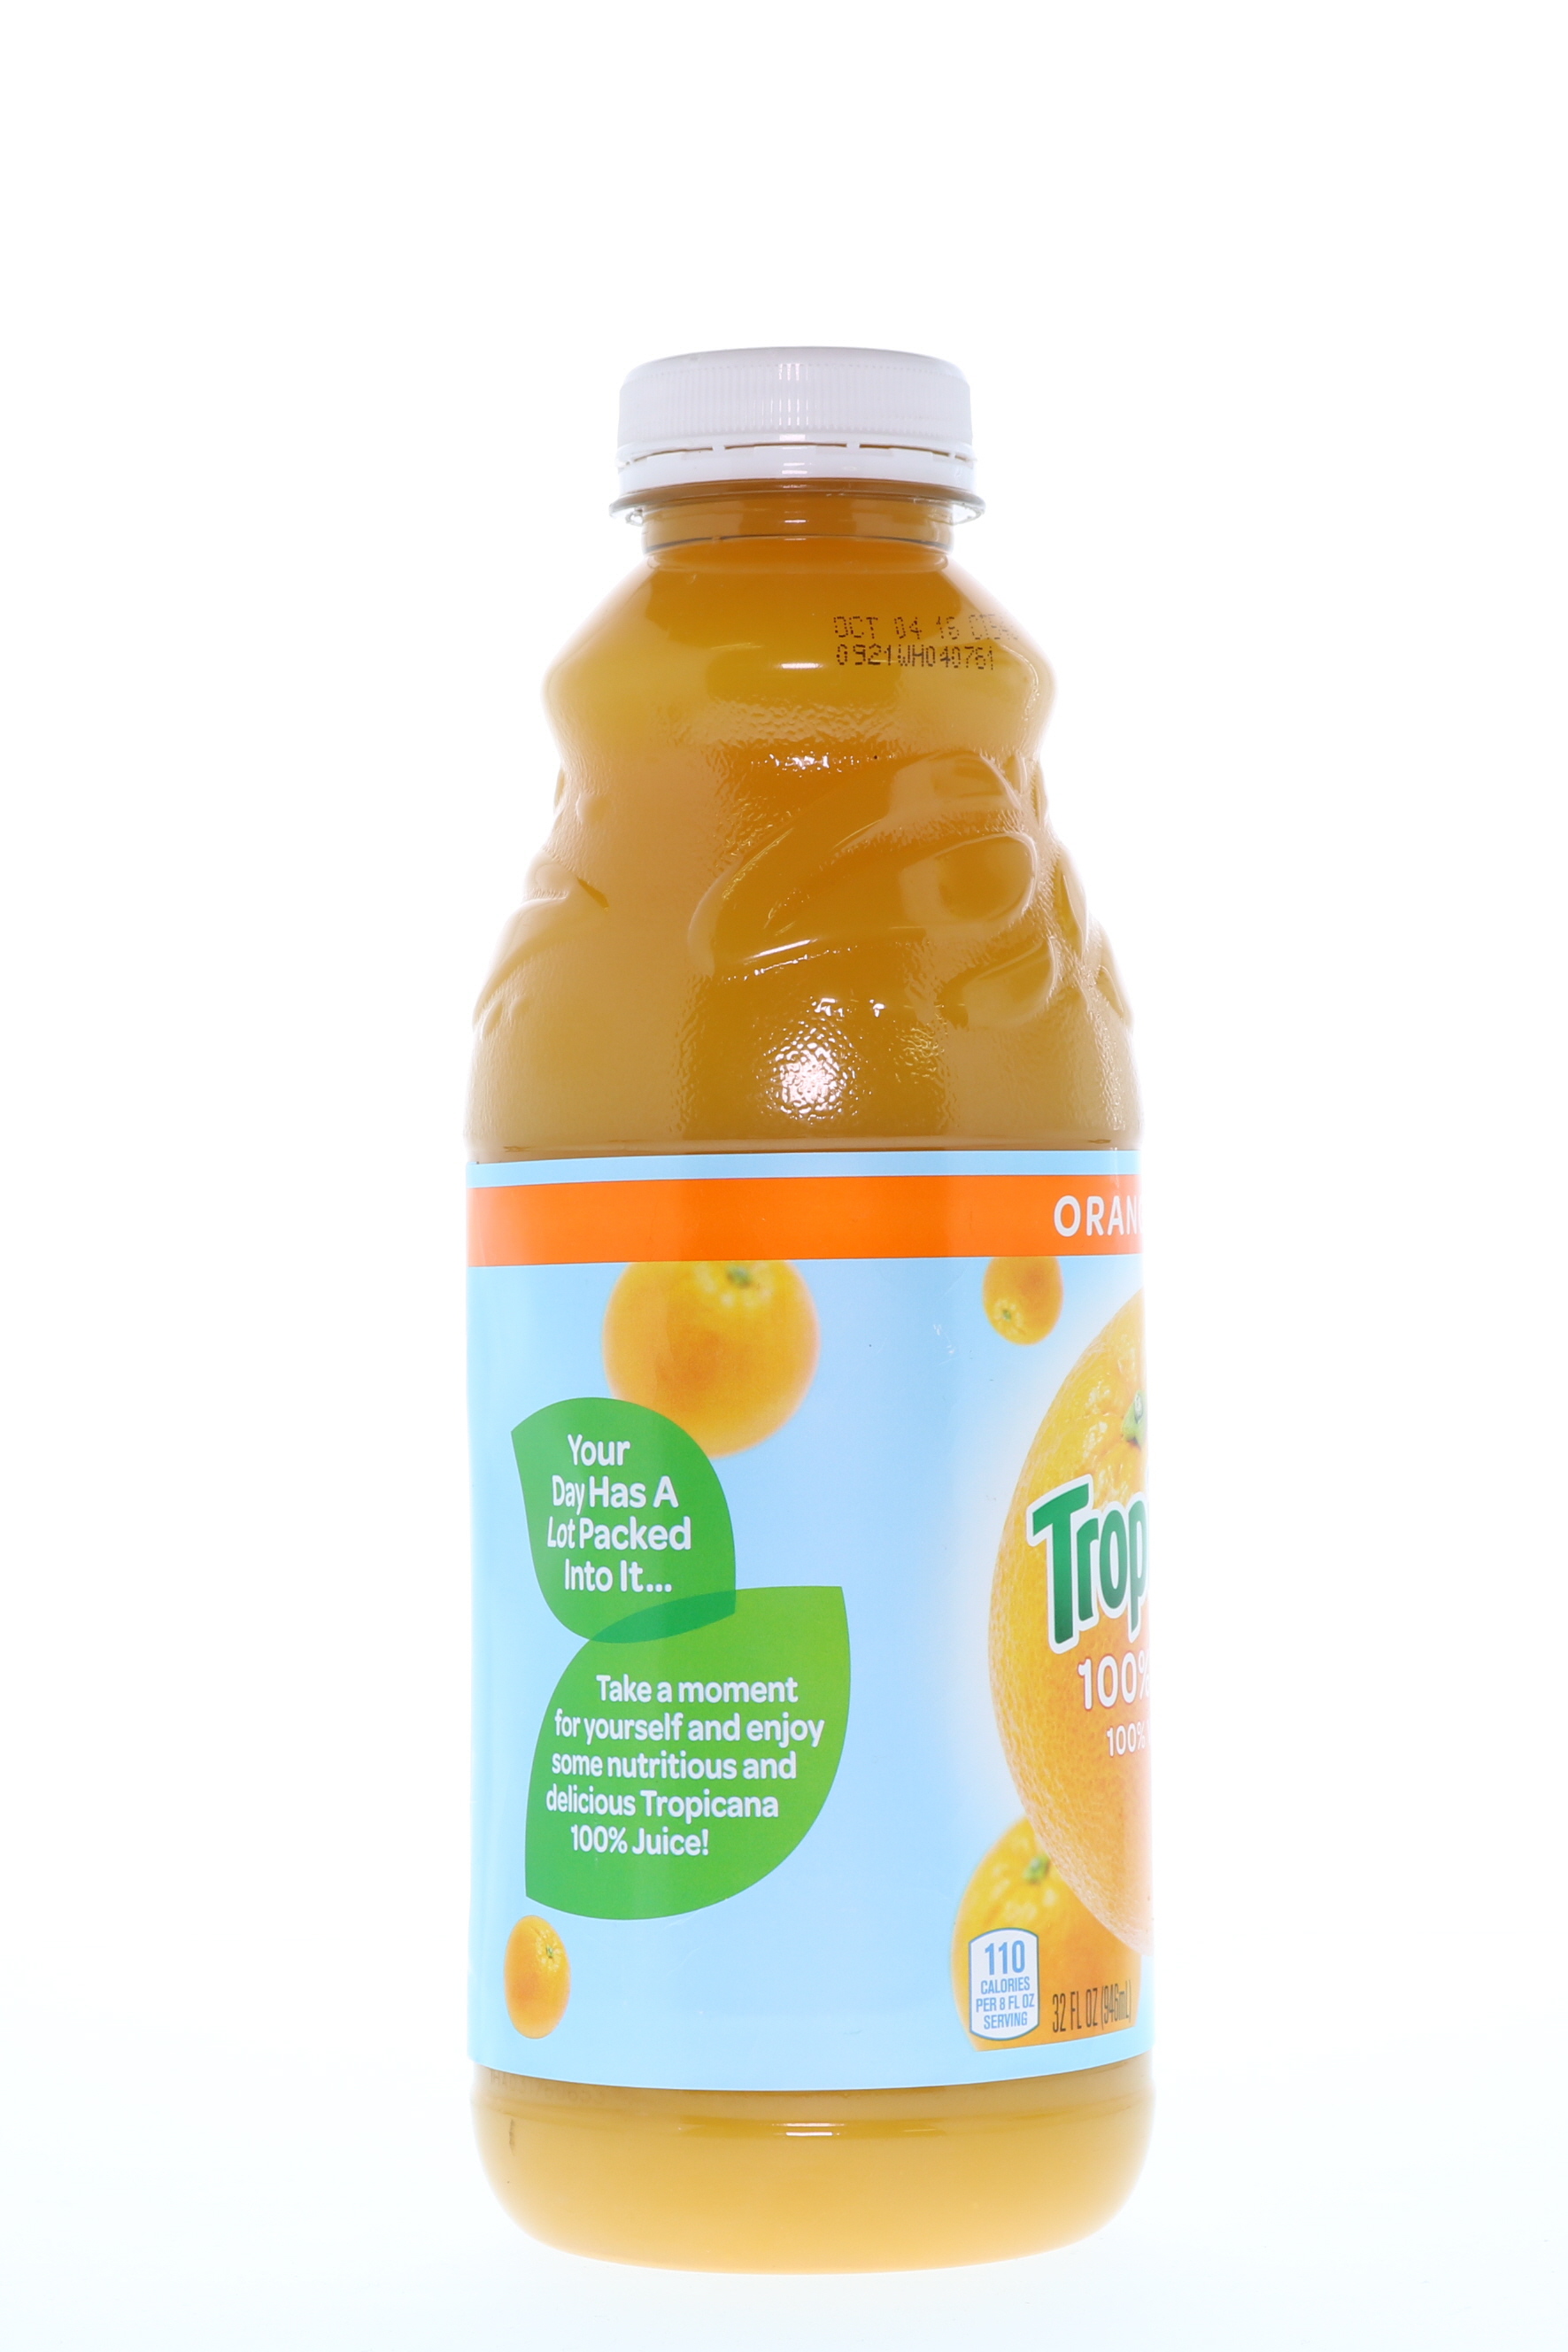 OCT 04 16
0921WH040761
ORAN
Your
Day Has A
Lot Packed
Into It...
Take a moment
for yourself and enjoy
some nutritious and
delicious Tropicana
100% Juice!
Trop
100%
100%
110
CALORIES
PER 8 FL OZ
SERVING
32 FL OZ (946mL)